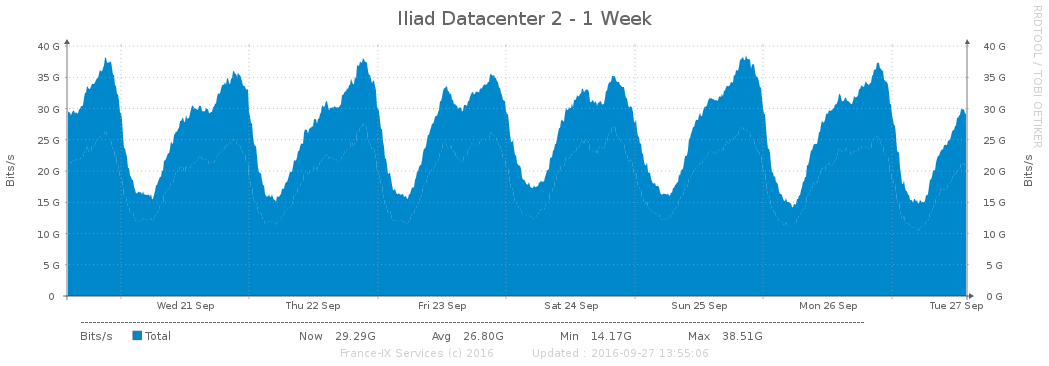 Iliad Datacenter 2 - 1 Week
RRDTOOL / TOBI OETIKER
40 G 40 G
35 G 35 G
30 G 30 G
25 G 25 G
20 G 20 G
15 G 15 G
10 G 10 G
5 G 5 G
0 0 G
Bits/s
Bits/s
Wed 21 Sep Thu 22 Sep Fri 23 Sep Sat 24 Sep Sun 25 Sep Mon 26 Sep Tue 27 Sep
Bits/s Total Now 29.29G Avg 26.80G Min 14.17G Max 38.51G
France-IX Services (c) 2016 Updated : 2016-09-27 13:55:06